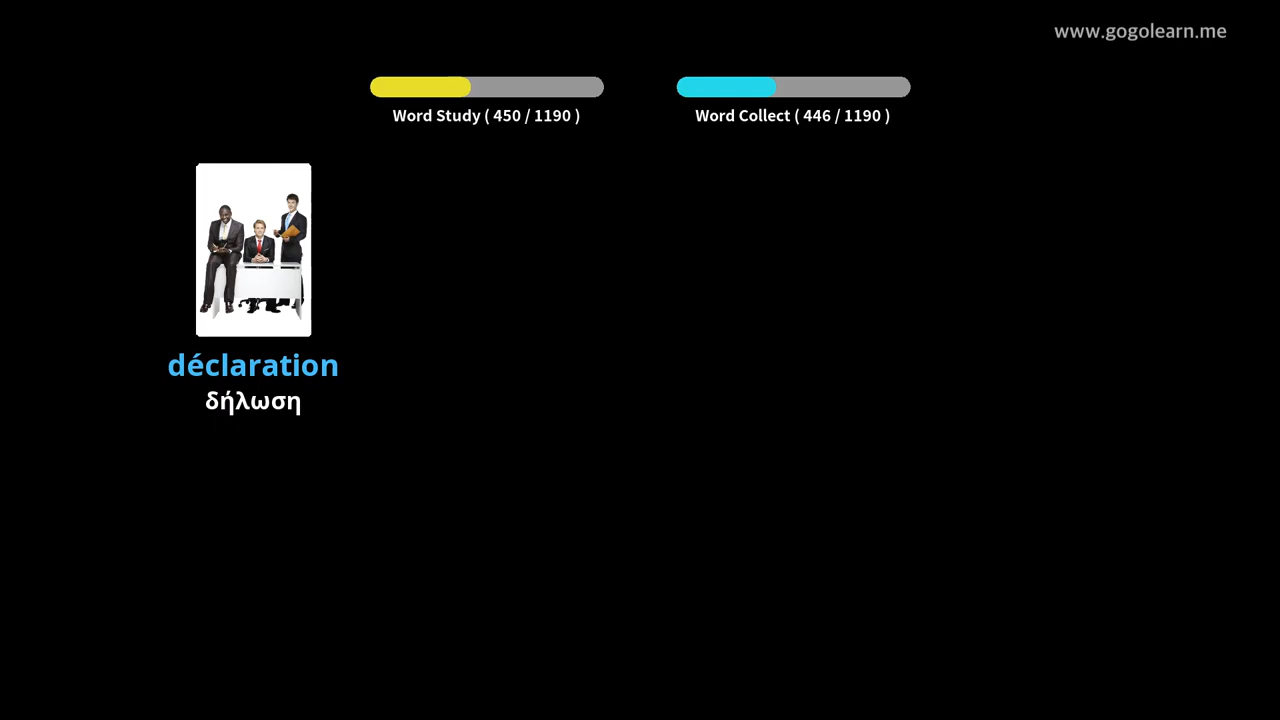 www.gogolearn.me
Word Study ( 450 / 1190 )
Word Collect ( 446 / 1190 )
déclaration
δήλωση